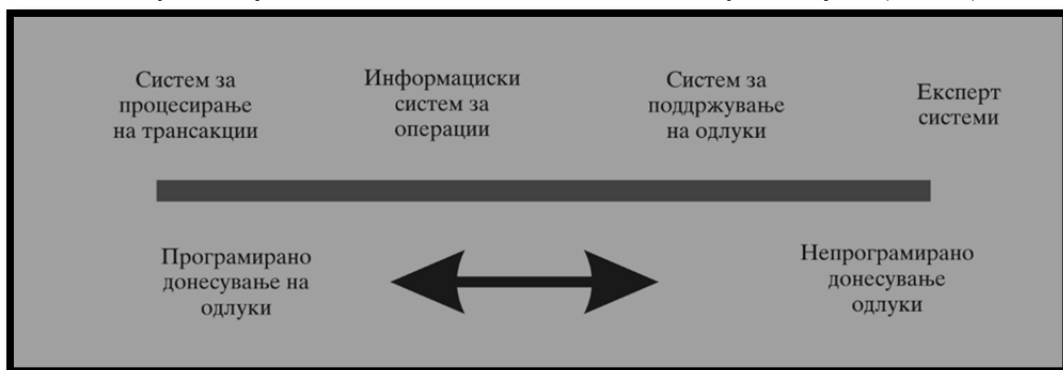 Систем за
процесирање
на трансакции
Информациски
систем за
операции
Систем за
поддржување
на одлуки
Експерт
системи
Програмирано
донесување на
одлуки
Непрограмирано
донесување
одлуки